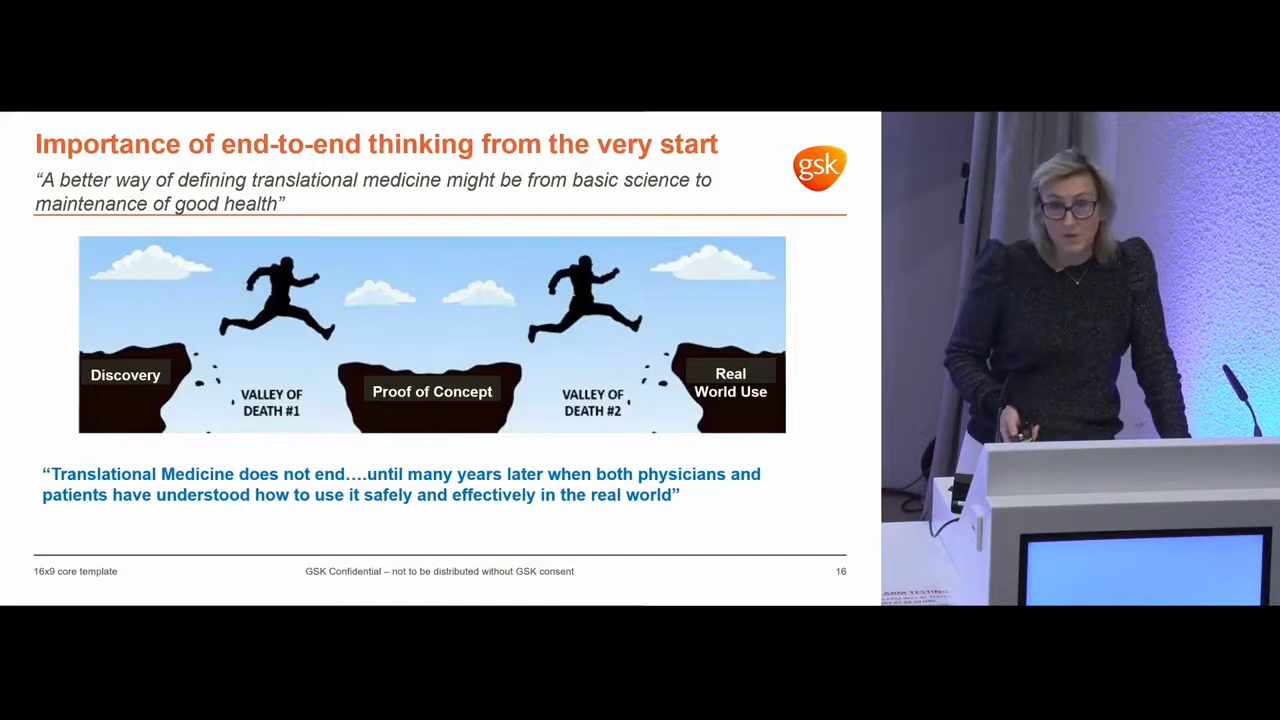 Importance of end-to-end thinking from the very start
“A better way of defining translational medicine might be from basic science to
maintenance of good health”
gsk
Discovery
VALLEY OF
DEATH #1
Proof of Concept
VALLEY OF
DEATH #2
Real
World Use
“Translational Medicine does not end….until many years later when both physicians and
patients have understood how to use it safely and effectively in the real world”
16x9 core template
GSK Confidential – not to be distributed without GSK consent
16
ALARM TESTING